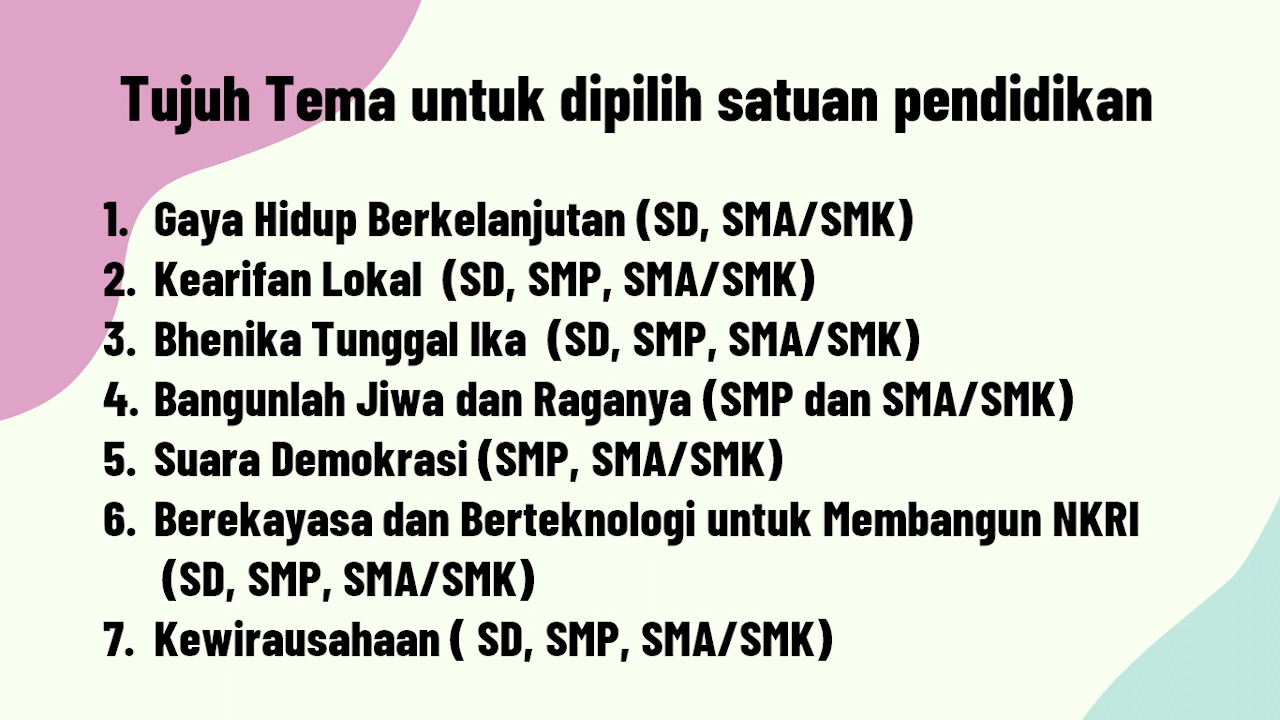 Tujuh Tema untuk dipilih satuan pendidikan
1. Gaya Hidup Berkelanjutan (SD, SMA/SMK)
2. Kearifan Lokal (SD, SMP, SMA/SMK)
3. Bhenika Tunggal Ika (SD, SMP, SMA/SMK)
4. Bangunlah Jiwa dan Raganya (SMP dan SMA/SMK)
5. Suara Demokrasi (SMP, SMA/SMK)
6. Berekayasa dan Berteknologi untuk Membangun NKRI
(SD, SMP, SMA/SMK)
7. Kewirausahaan ( SD, SMP, SMA/SMK)